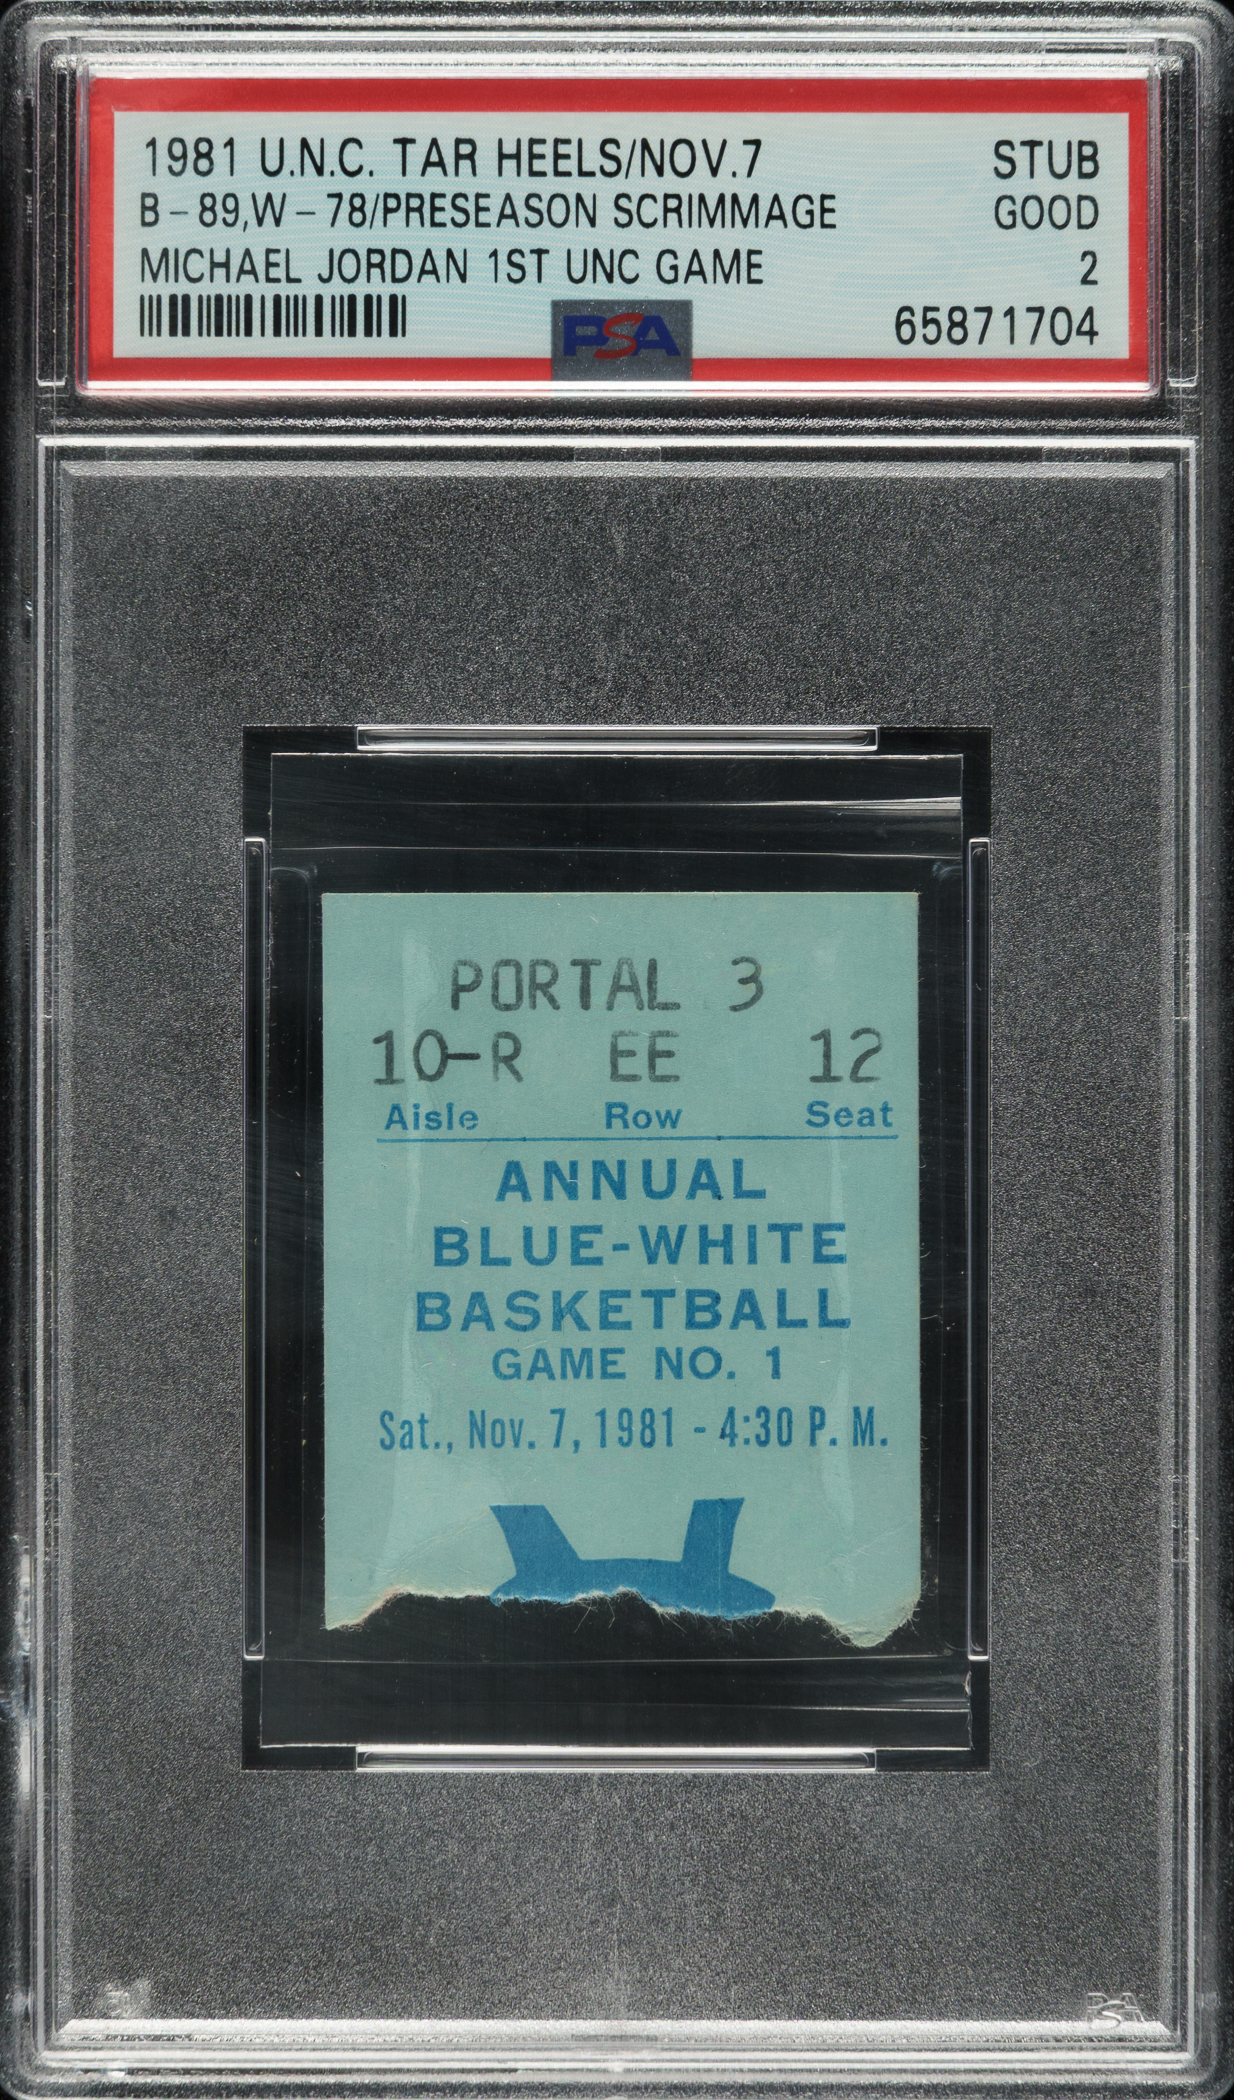 1981 U.N.C. TAR HEELS/NOV.7 STUB
B-89,W-78/PRESEASON SCRIMMAGE GOOD
MICHAEL JORDAN 1ST UNC GAME 2
PSA 65871704
PORTAL 3
10-R EE 12
Aisle Row Seat
ANNUAL
BLUE-WHITE
BASKETBALL
GAME NO. 1
Sat., Nov. 7, 1981 - 4:30 P. M.
PSA